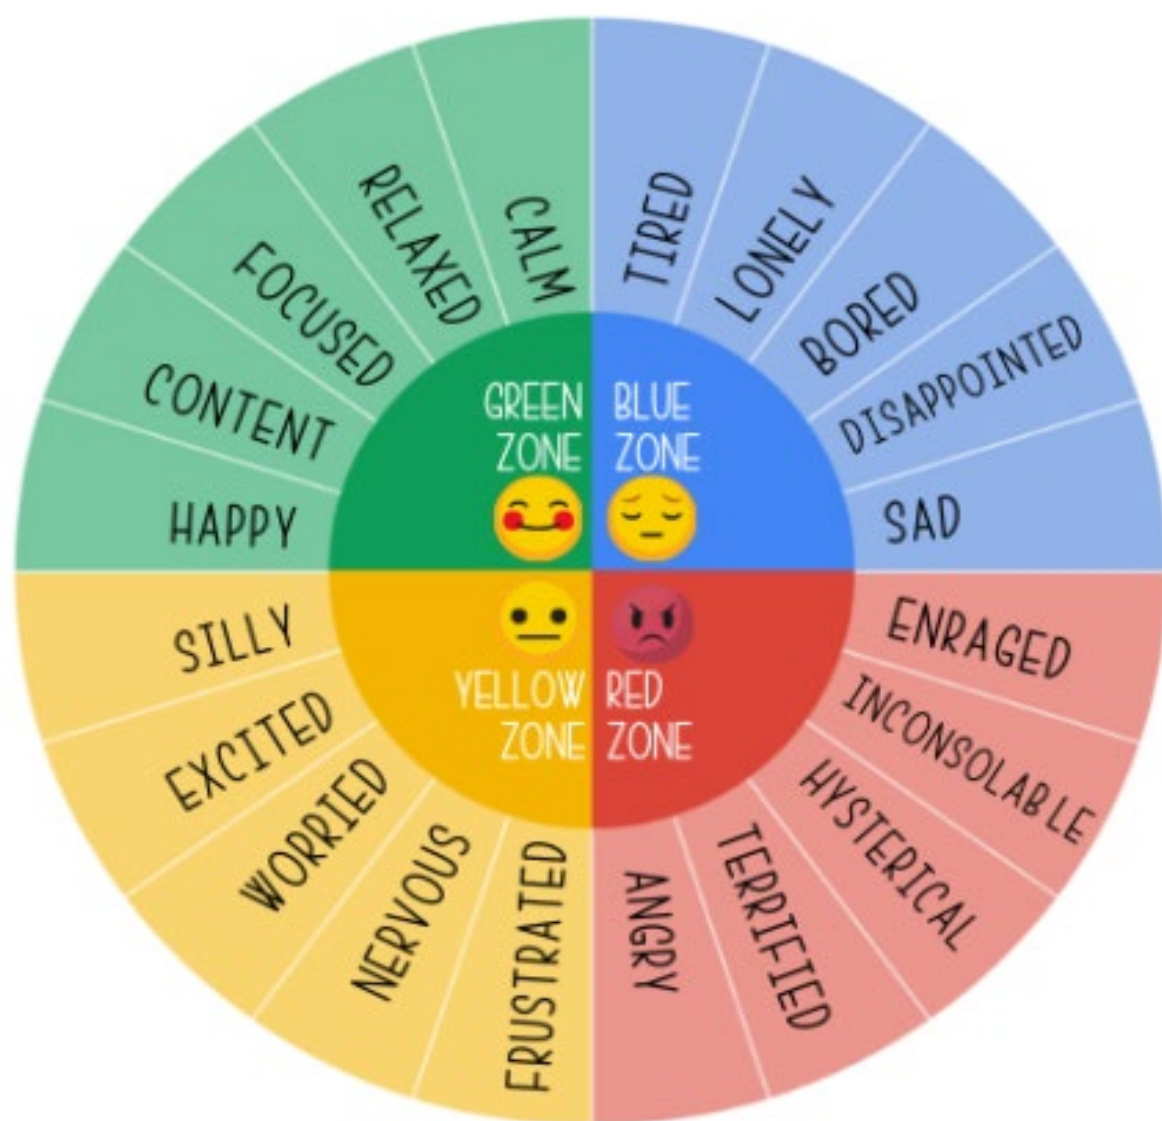 GREEN
ZONE
BLUE
ZONE
YELLOW
ZONE
RED
ZONE
CALM
RELAXED
FOCUSED
CONTENT
HAPPY
TIRED
LONELY
BORED
DISAPPOINTED
SAD
SILLY
EXCITED
WORRIED
NERVOUS
FRUSTRATED
ENRAGED
INCONSOLABLE
HYSTERICAL
TERRIFIED
ANGRY